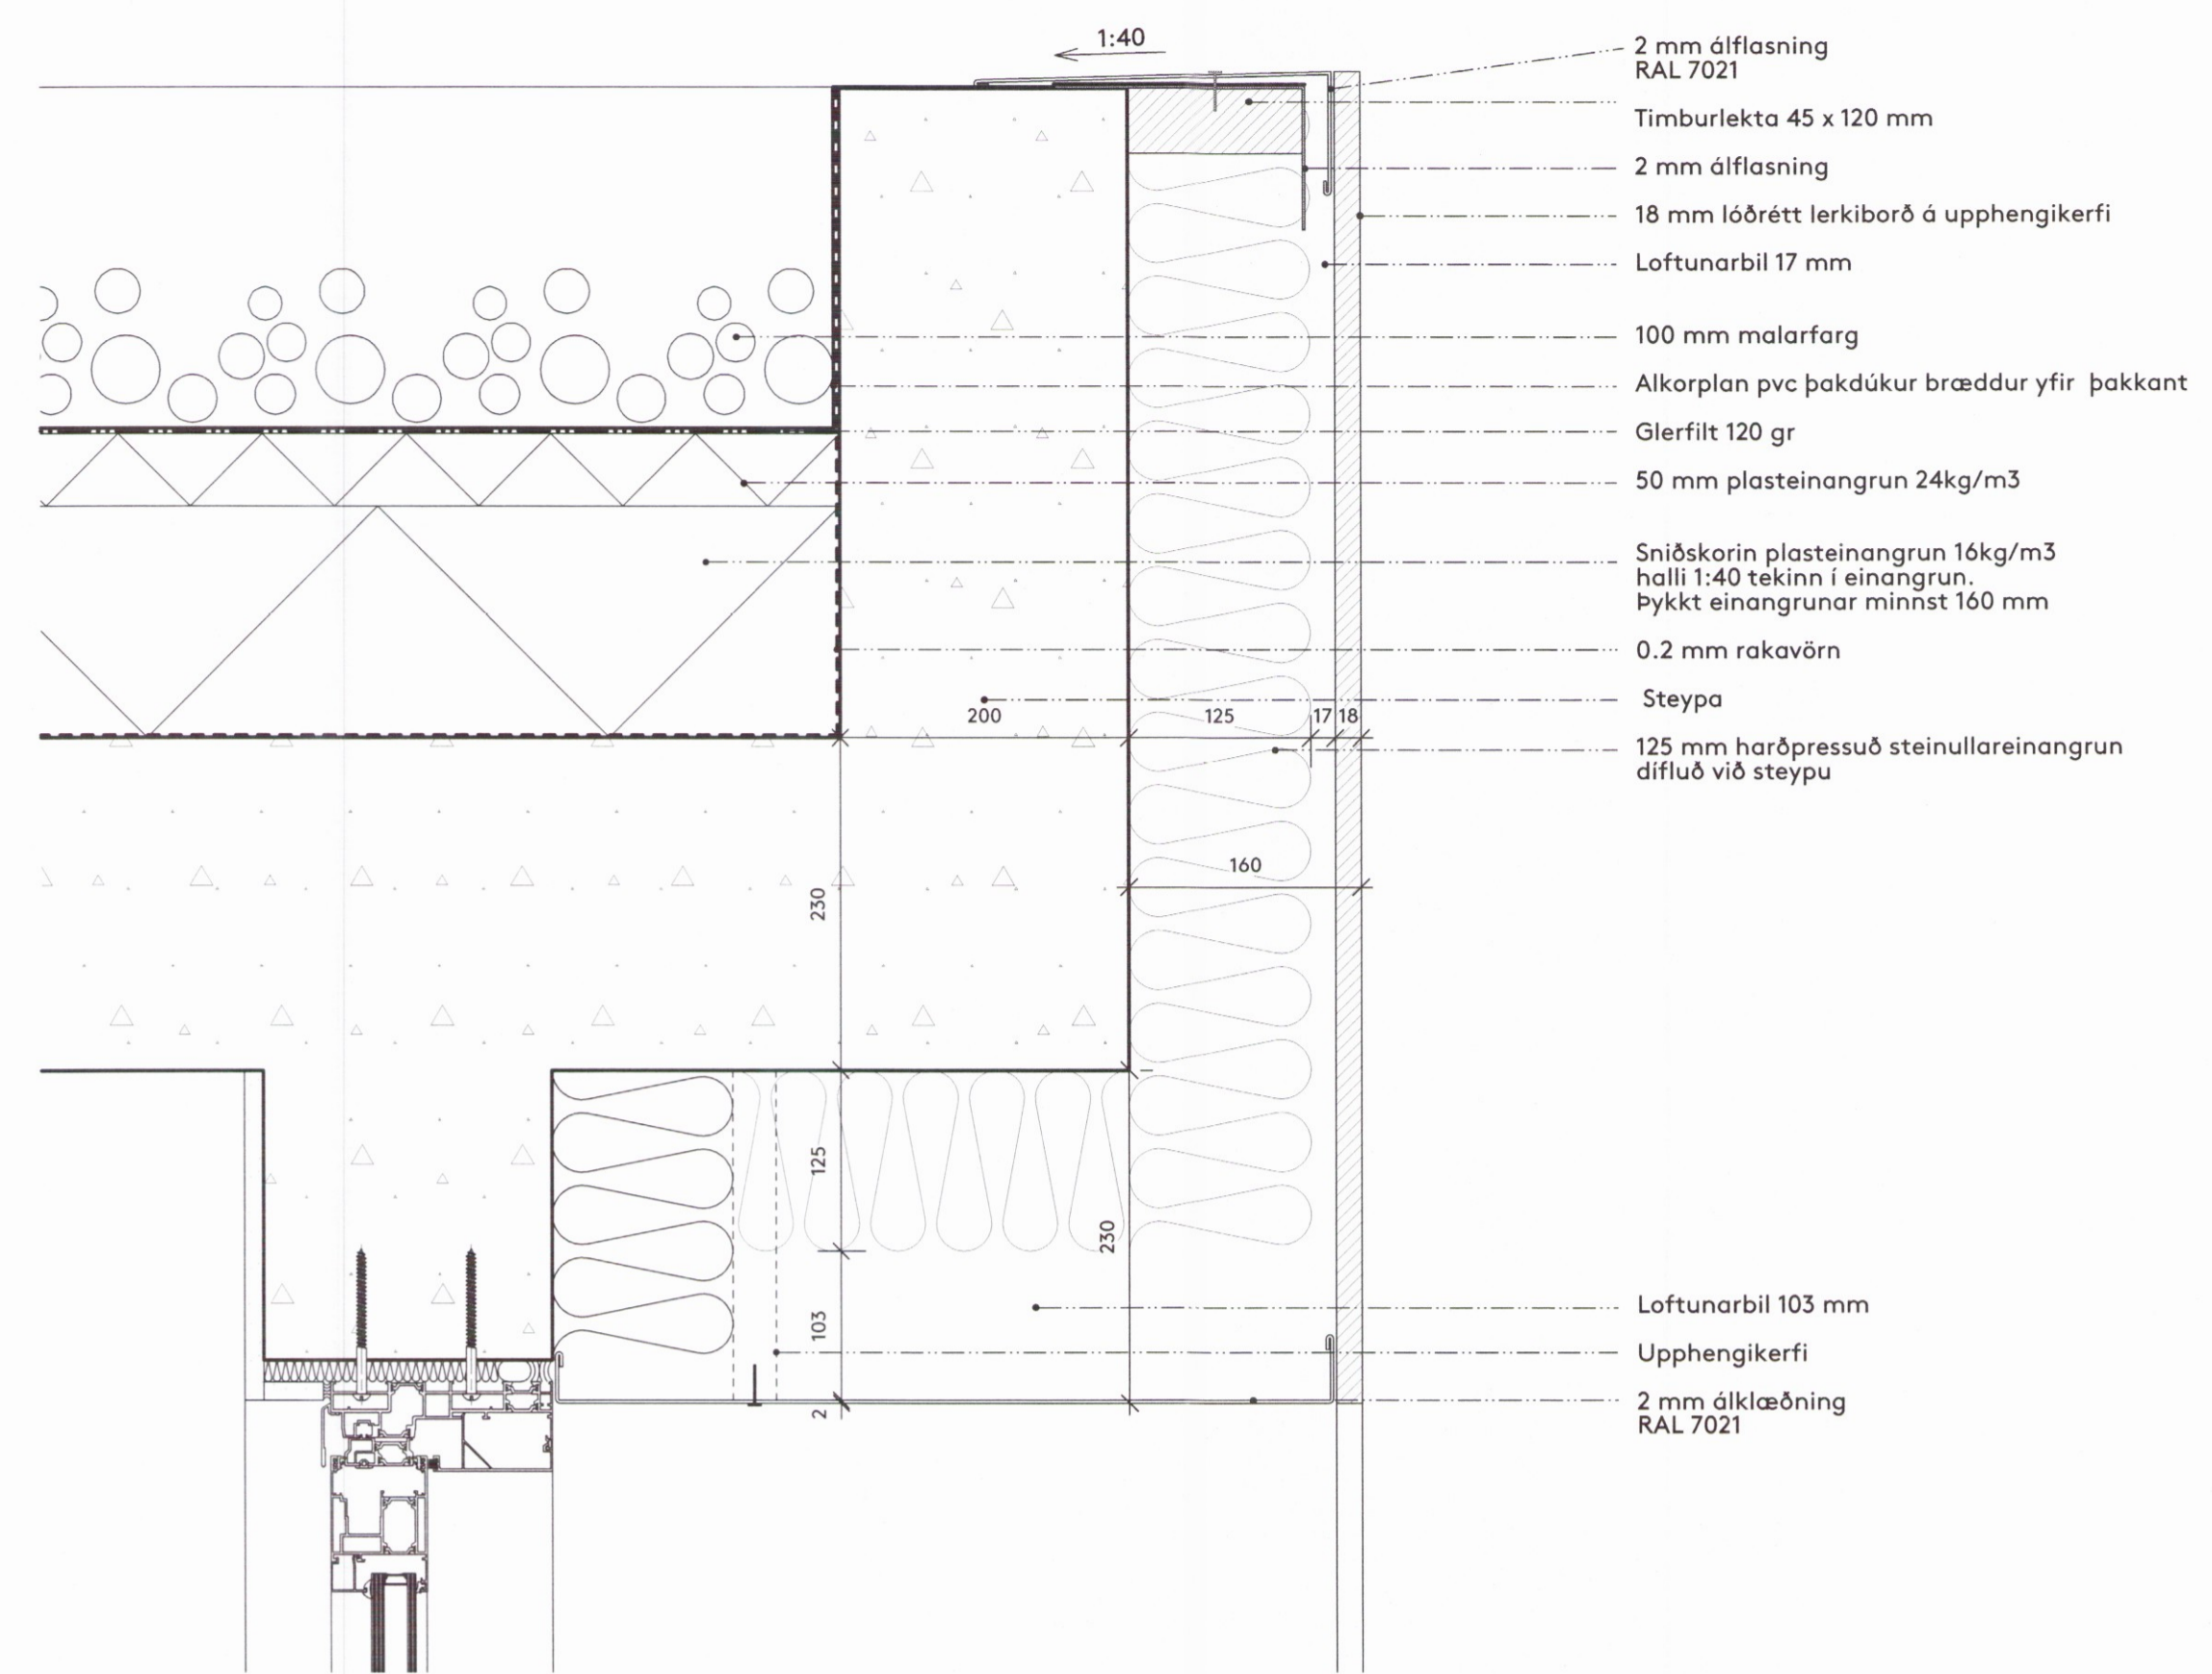 1:40
2 mm álflasning
RAL 7021
Timburlekta 45 x 120 mm
2 mm álflasning
18 mm lóðrétt lerkiborð á upphengikerfi
Loftunarbil 17 mm
100 mm malarfarg
Alkorplan pvc þakdúkur bræddur yfir þakkant
Glerfilt 120 gr
50 mm plasteinangrun 24kg/m3
Sniðskorin plasteinangrun 16kg/m3
halli 1:40 tekinn í einangrun.
Þykkt einangrunar minnst 160 mm
0.2 mm rakavörn
Steypa
200 125 17 18
125 mm harðpressuð steinullareinangrun
dífluð við steypu
160
230
125
230
103
2
Loftunarbil 103 mm
Upphengikerfi
2 mm álklæðning
RAL 7021